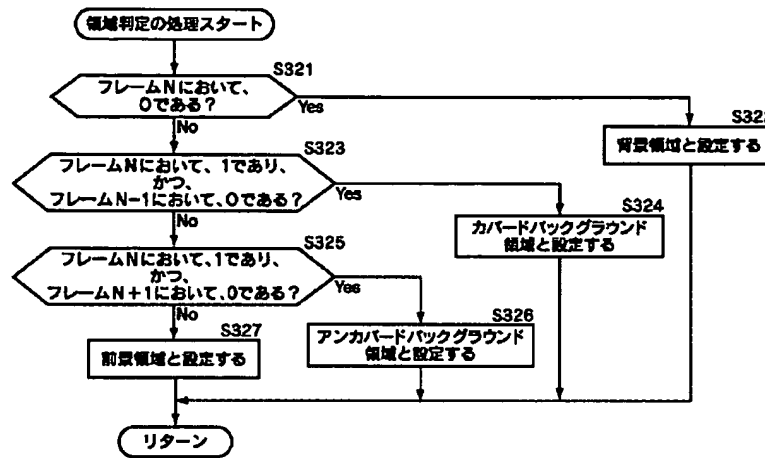 領域判定の処理スタート
S321
フレームNにおいて、
0である?
Yes
No
S322
背景領域と設定する
S323
フレームNにおいて、1であり、
かつ、
フレームN-1において、0である?
Yes
No
S324
カバードバックグラウンド
領域と設定する
S325
フレームNにおいて、1であり、
かつ、
フレームN+1において、0である?
Yes
No
S326
アンカバードバックグラウンド
領域と設定する
S327
前景領域と設定する
リターン